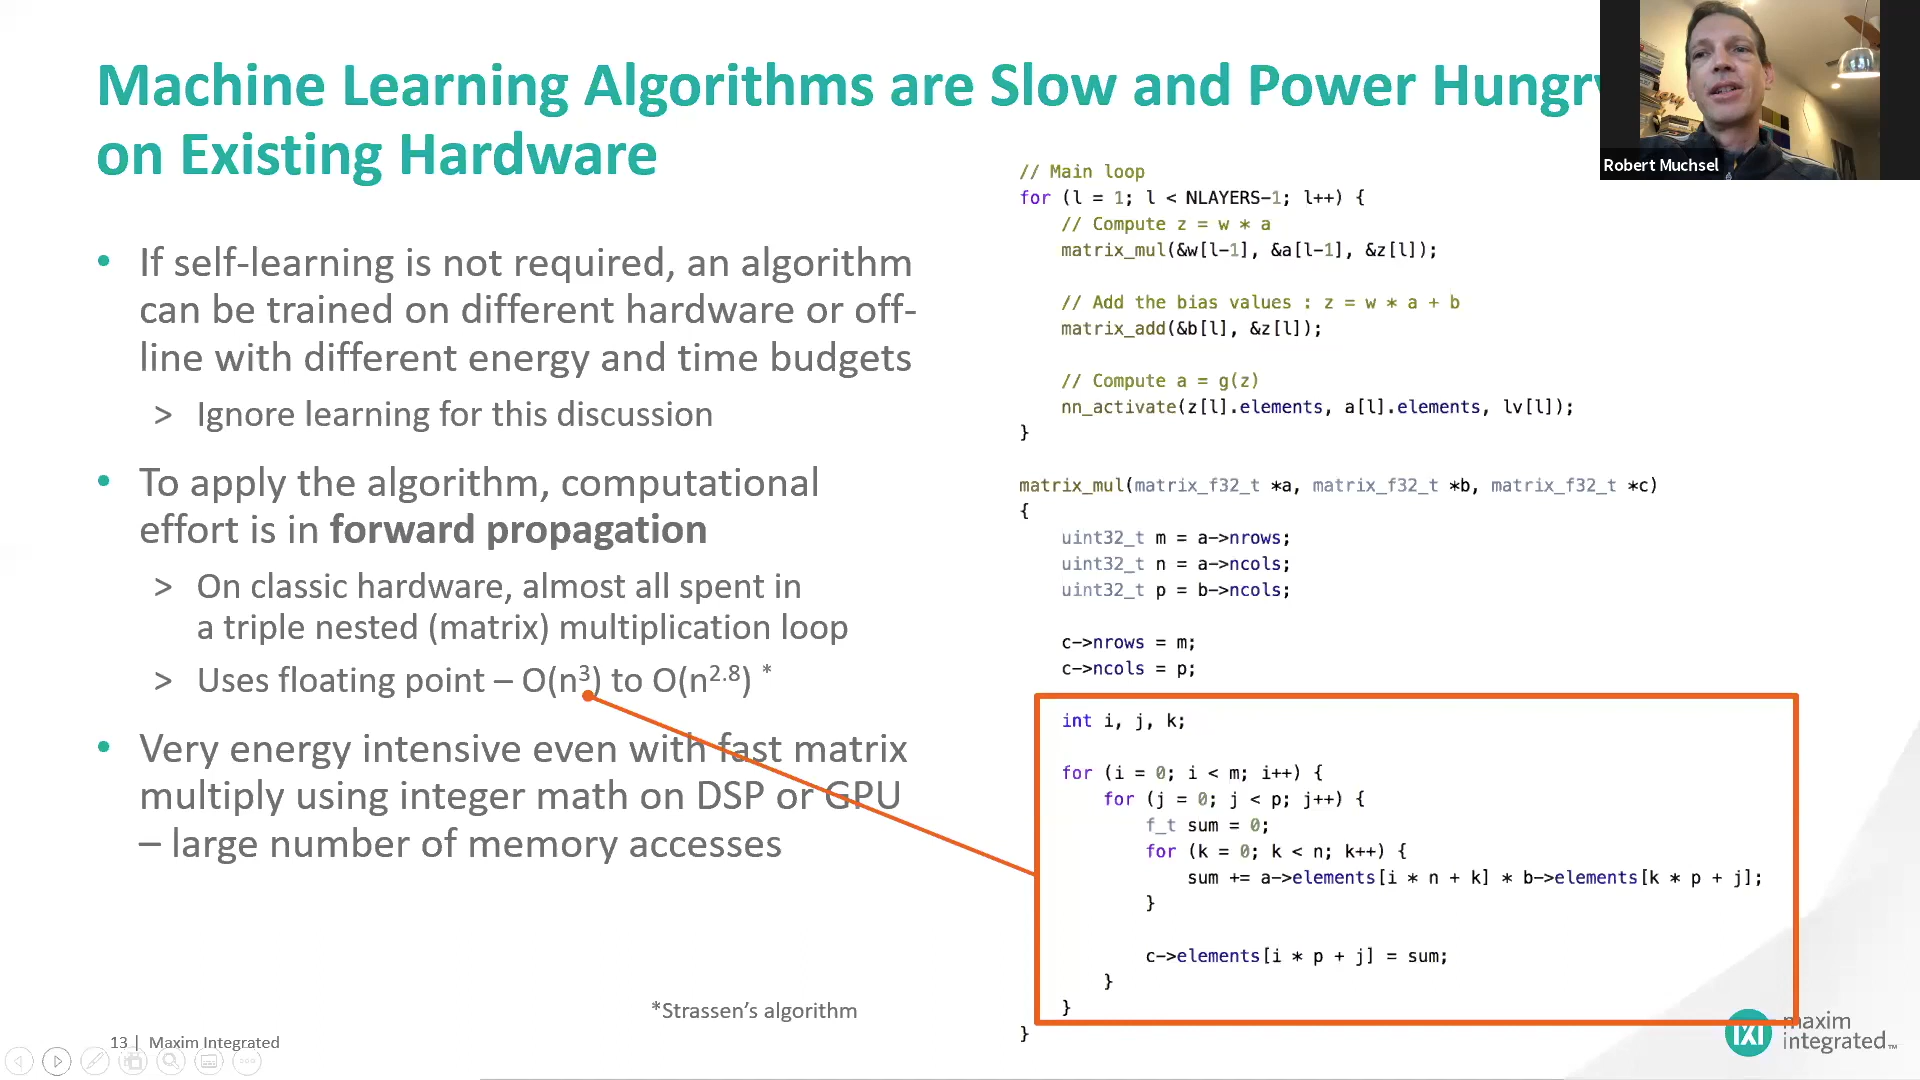 Machine Learning Algorithms are Slow and Power Hungry
on Existing Hardware
Robert Muchsel
• If self-learning is not required, an algorithm
can be trained on different hardware or off-
line with different energy and time budgets
> Ignore learning for this discussion
• To apply the algorithm, computational
effort is in forward propagation
> On classic hardware, almost all spent in
a triple nested (matrix) multiplication loop
> Uses floating point – O(n³) to O(n²·⁸) *
• Very energy intensive even with fast matrix
multiply using integer math on DSP or GPU
– large number of memory accesses
*Strassen’s algorithm
// Main loop
for (l = 1; l < NLAYERS-1; l++) {
// Compute z = w * a
matrix_mul(&w[l-1], &a[l-1], &z[l]);
// Add the bias values : z = w * a + b
matrix_add(&b[l], &z[l]);
// Compute a = g(z)
nn_activate(z[l].elements, a[l].elements, lv[l]);
}
matrix_mul(matrix_f32_t *a, matrix_f32_t *b, matrix_f32_t *c)
{
uint32_t m = a->nrows;
uint32_t n = a->ncols;
uint32_t p = b->ncols;
c->nrows = m;
c->ncols = p;
int i, j, k;
for (i = 0; i < m; i++) {
for (j = 0; j < p; j++) {
f_t sum = 0;
for (k = 0; k < n; k++) {
sum += a->elements[i * n + k] * b->elements[k * p + j];
}
c->elements[i * p + j] = sum;
}
}
}
13 | Maxim Integrated
maxim
integrated™